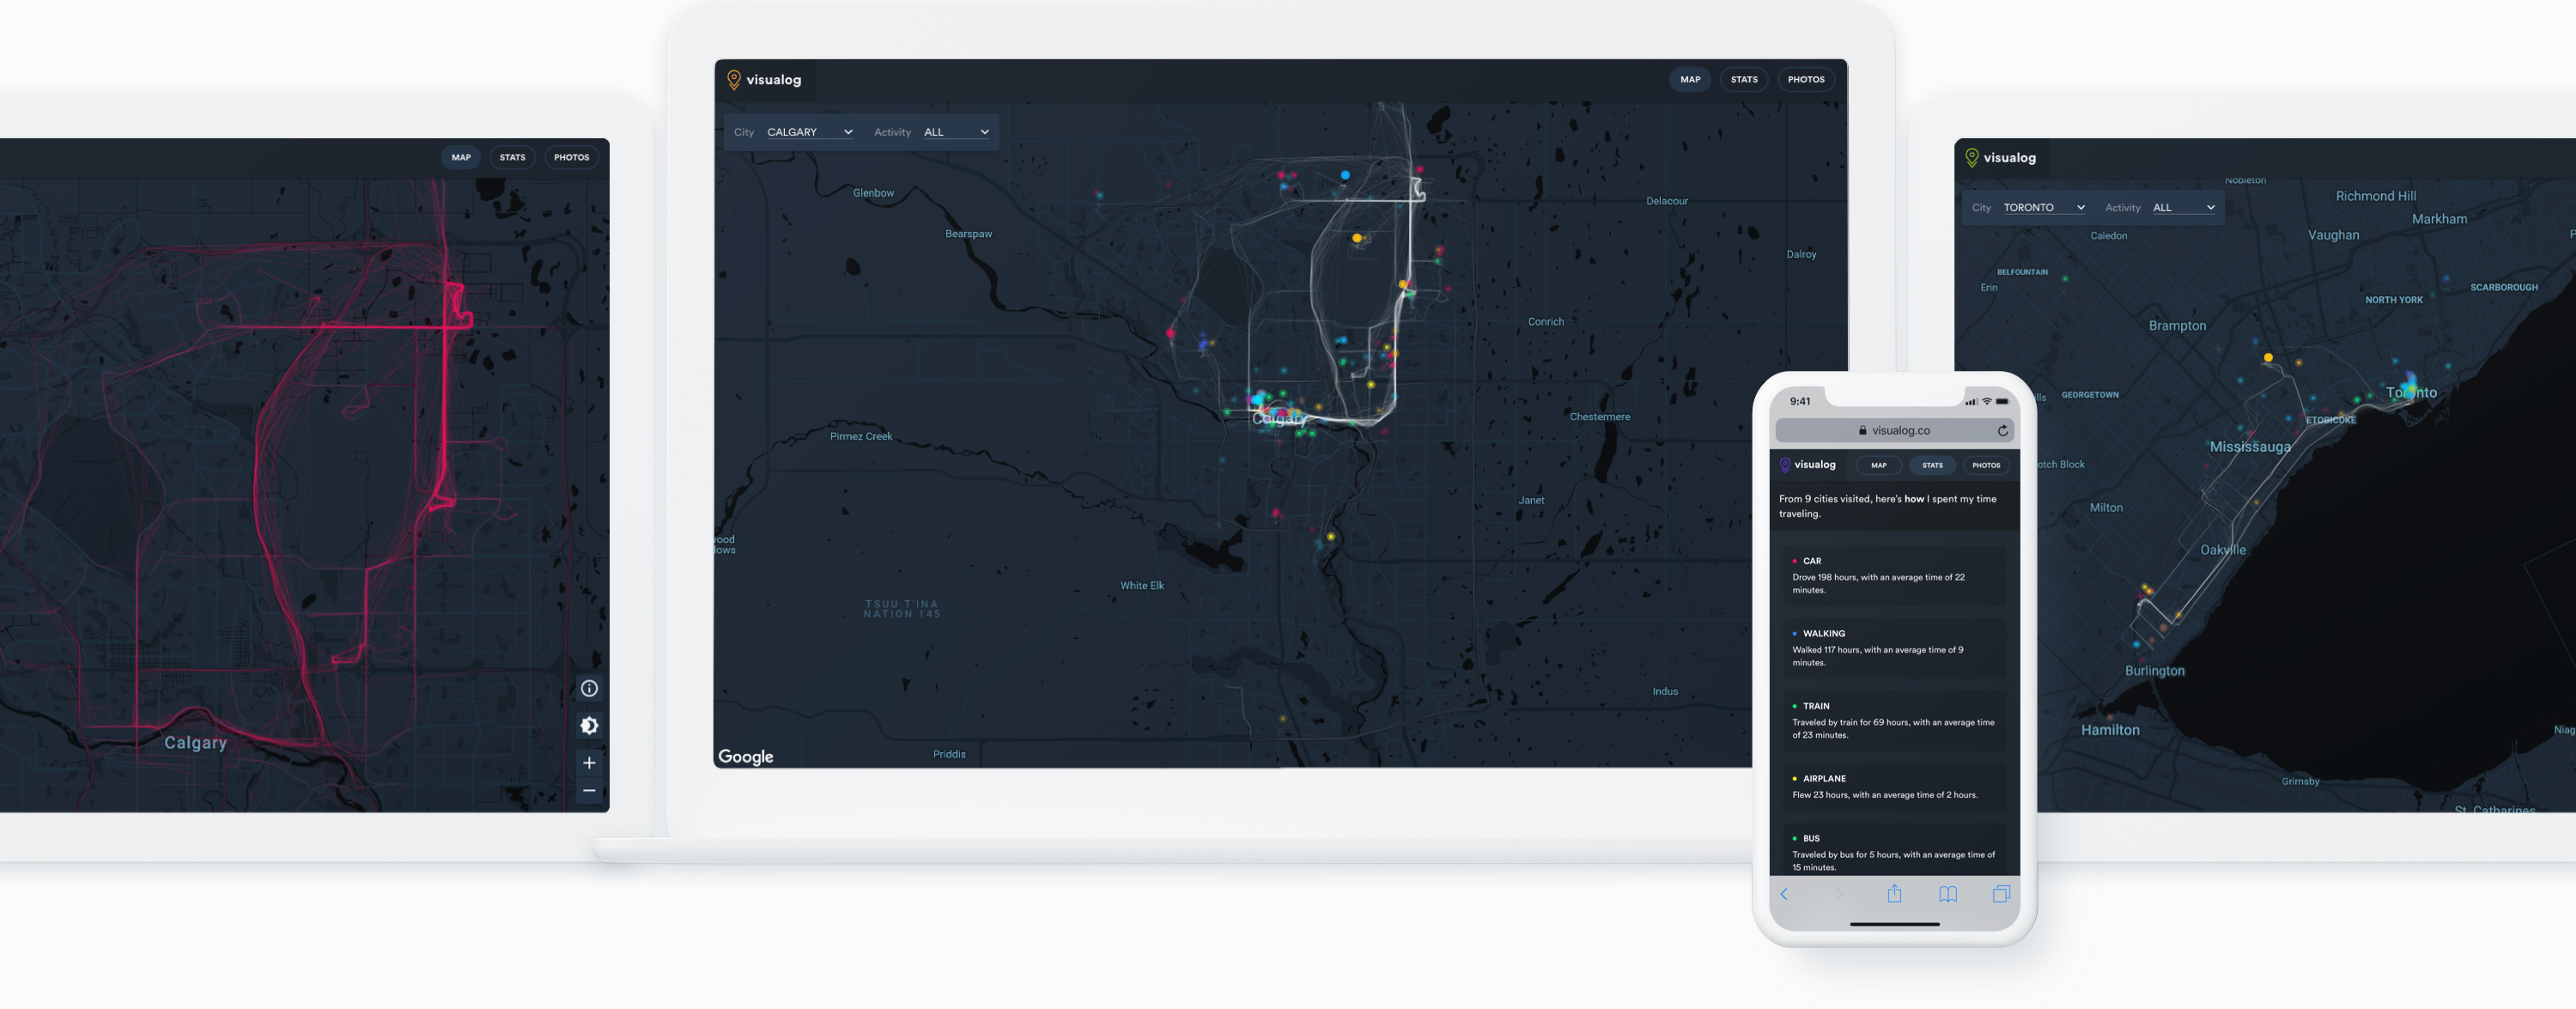 MAP
STATS
PHOTOS
Calgary
visualog
MAP
STATS
PHOTOS
City
CALGARY
Activity
ALL
Glenbow
Bearspaw
Delacour
Dalroy
Conrich
Calgary
Chestermere
Pirmez Creek
Janet
White Elk
TSUU T'INA
NATION 145
Indus
Priddis
Google
9:41
visualog.co
visualog
MAP
STATS
PHOTOS
From 9 cities visited, here's how I spent my time
traveling.
CAR
Drove 198 hours, with an average time of 22
minutes.
WALKING
Walked 117 hours, with an average time of 9
minutes.
TRAIN
Traveled by train for 69 hours, with an average time
of 23 minutes.
AIRPLANE
Flew 23 hours, with an average time of 2 hours.
BUS
Traveled by bus for 5 hours, with an average time of
15 minutes.
visualog
City
TORONTO
Activity
ALL
Nobleton
Richmond Hill
Markham
Vaughan
Caledon
BELFOUNTAIN
Erin
SCARBOROUGH
NORTH YORK
Brampton
GEORGETOWN
Toronto
ETOBICOKE
Mississauga
otch Block
Milton
Oakville
Burlington
Hamilton
Niag
Grimsby
St. Catharines